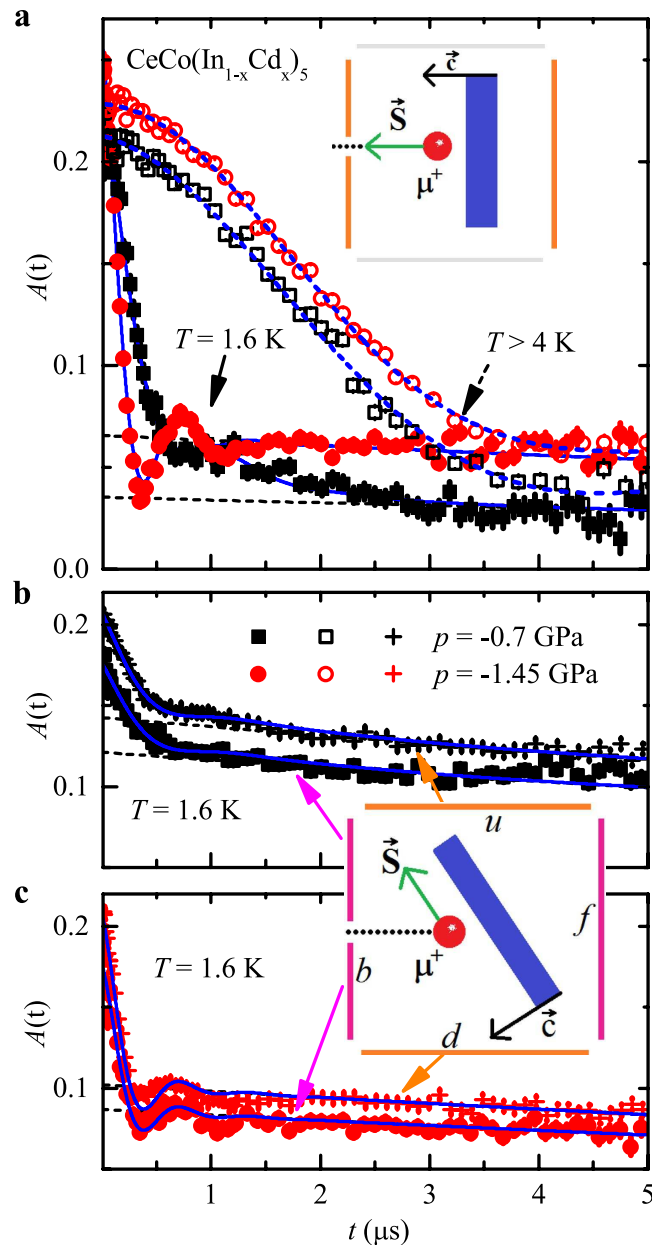 a
CeCo(In1-xCdx)5
c
S
μ+
T = 1.6 K
T > 4 K
A(t)
0.2
0.1
0.0
b
p = -0.7 GPa
p = -1.45 GPa
A(t)
0.2
0.1
T = 1.6 K
u
S
μ+
f
b
c
d
c
T = 1.6 K
A(t)
0.2
0.1
1 2 3 4 5
t (μs)